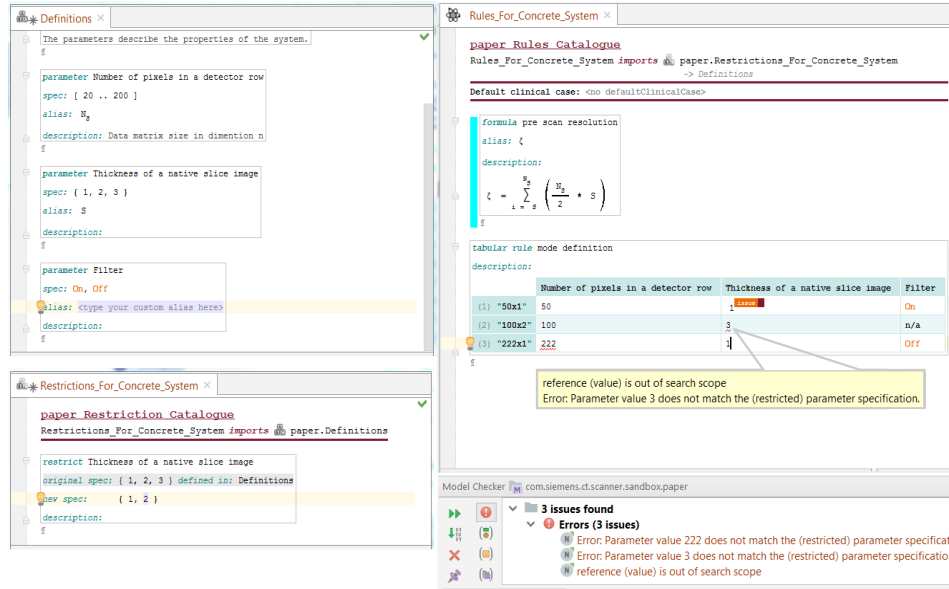 Definitions ×
The parameters describe the properties of the system.
parameter Number of pixels in a detector row
spec: [ 20 .. 200 ]
alias: N_g
description: Data matrix size in dimention n
parameter Thickness of a native slice image
spec: { 1, 2, 3 }
alias: S
description:
parameter Filter
spec: On, Off
alias: <type your custom alias here>
description:
Restrictions_For_Concrete_System ×
paper Restriction Catalogue
Restrictions_For_Concrete_System imports paper.Definitions
restrict Thickness of a native slice image
original spec: { 1, 2, 3 } defined in: Definitions
new spec: { 1, 2 }
description:
Rules_For_Concrete_System ×
paper Rules Catalogue
Rules_For_Concrete_System imports paper.Restrictions_For_Concrete_System
-> Definitions
Default clinical case: <no defaultClinicalCase>
formula pre scan resolution
alias: ζ
description:
ζ = ∑ i = S N_g ( N_g / 2 * S )
tabular rule mode definition
description:
Number of pixels in a detector row Thickness of a native slice image Filter
(1) "50x1" 50 1 issue On
(2) "100x2" 100 3 n/a
(3) "222x1" 222 1 Off
reference (value) is out of search scope
Error: Parameter value 3 does not match the (restricted) parameter specification.
Model Checker com.siemens.ct.scanner.sandbox.paper
3 issues found
Errors (3 issues)
Error: Parameter value 222 does not match the (restricted) parameter specificat
Error: Parameter value 3 does not match the (restricted) parameter specificatio
reference (value) is out of search scope